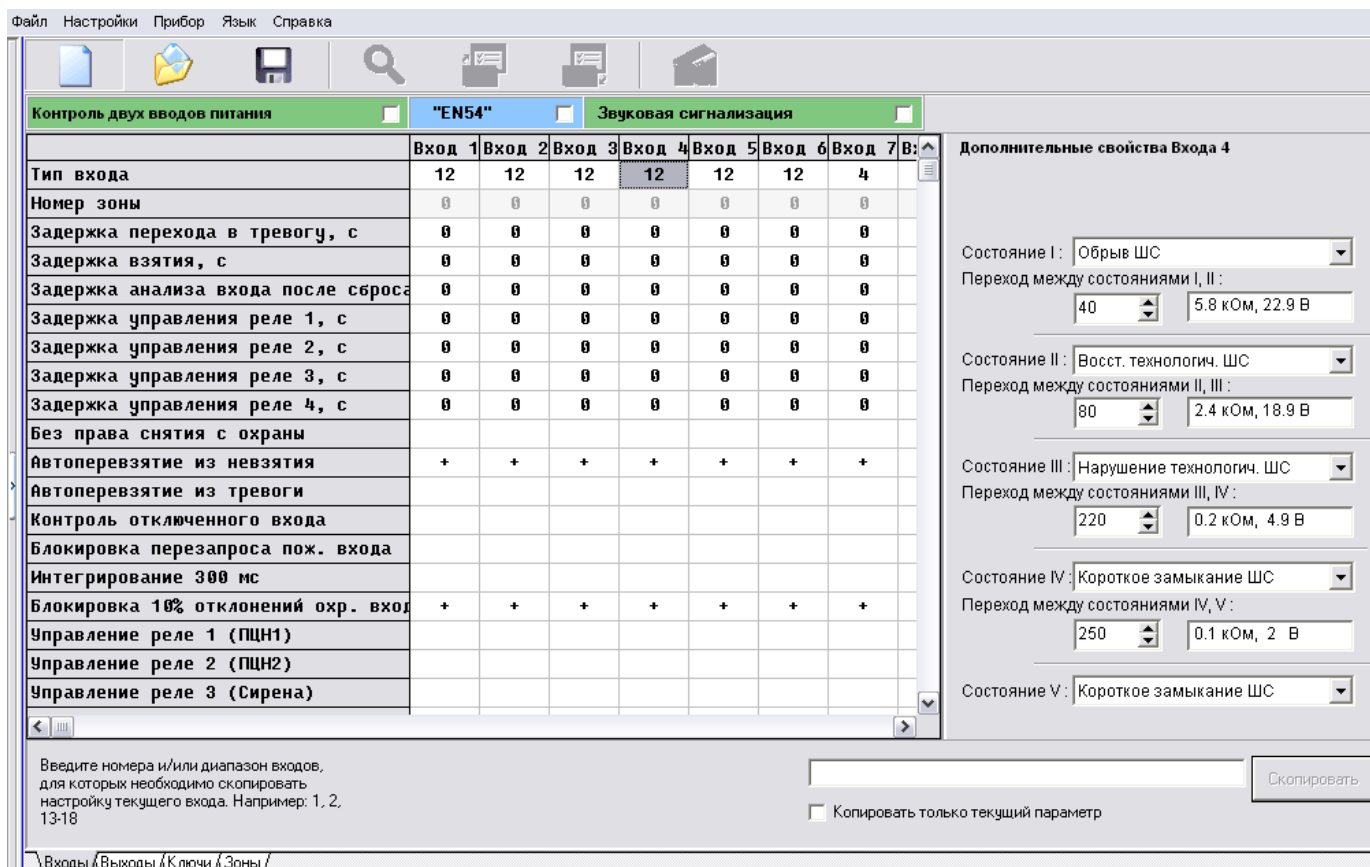 Файл Настройки Прибор Язык Справка
Контроль двух вводов питания "EN54" Звуковая сигнализация
Вход 1 Вход 2 Вход 3 Вход 4 Вход 5 Вход 6 Вход 7
Тип входа 12 12 12 12 12 12 4
Номер зоны 0 0 0 0 0 0 0
Задержка перехода в тревогу, с 0 0 0 0 0 0 0
Задержка взятия, с 0 0 0 0 0 0 0
Задержка анализа входа после сброса 0 0 0 0 0 0 0
Задержка управления реле 1, с 0 0 0 0 0 0 0
Задержка управления реле 2, с 0 0 0 0 0 0 0
Задержка управления реле 3, с 0 0 0 0 0 0 0
Задержка управления реле 4, с 0 0 0 0 0 0 0
Без права снятия с охраны
Автоперевзятие из невзятия + + + + + + +
Автоперевзятие из тревоги
Контроль отключенного входа
Блокировка перезапроса пож. входа
Интегрирование 300 мс
Блокировка 10% отклонений охр. вход + + + + + + +
Управление реле 1 (ПЦН1)
Управление реле 2 (ПЦН2)
Управление реле 3 (Сирена)
Дополнительные свойства Входа 4
Состояние I : Обрыв ШС
Переход между состояниями I, II :
40 5.8 кОм, 22.9 В
Состояние II : Восст. технологич. ШС
Переход между состояниями II, III :
80 2.4 кОм, 18.9 В
Состояние III : Нарушение технологич. ШС
Переход между состояниями III, IV :
220 0.2 кОм, 4.9 В
Состояние IV : Короткое замыкание ШС
Переход между состояниями IV, V :
250 0.1 кОм, 2 В
Состояние V : Короткое замыкание ШС
Введите номера и/или диапазон входов,
для которых необходимо скопировать
настройку текущего входа. Например: 1, 2,
13-18
Скопировать
Копировать только текущий параметр
Входы Выходы Ключи Зоны